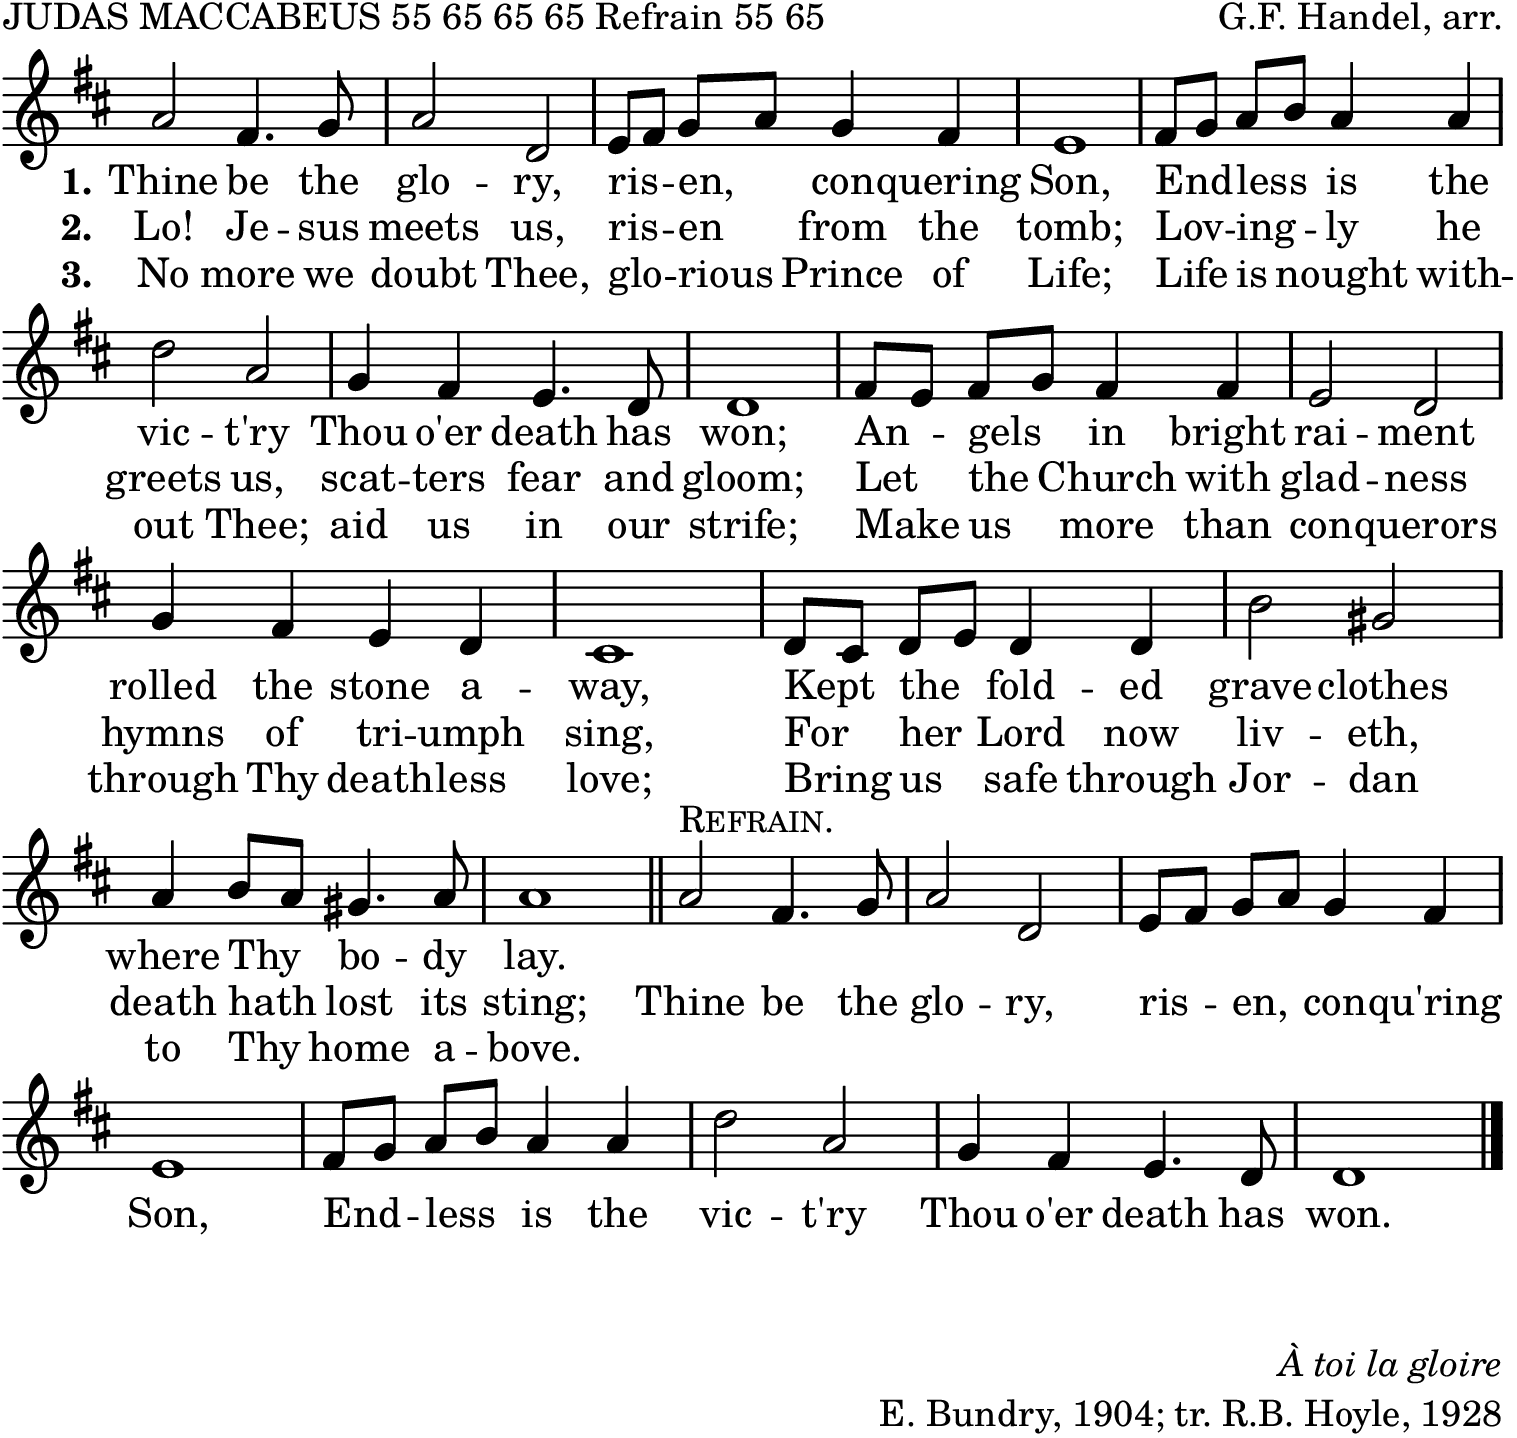 JUDAS MACCABEUS 55 65 65 65 Refrain 55 65 G.F. Handel, arr.
1. Thine be the glo - ry, ris - en, conquering Son, Endless is the
2. Lo! Je - sus meets us, ris - en from the tomb; Lov - ing - ly he
3. No more we doubt Thee, glo - rious Prince of Life; Life is nought with-
vic - t'ry Thou o'er death has won; An - gels in bright rai - ment
greets us, scat - ters fear and gloom; Let the Church with glad - ness
out Thee; aid us in our strife; Make us more than conquerors
rolled the stone a - way, Kept the fold - ed grave clothes
hymns of tri - umph sing, For her Lord now liv - eth,
through Thy deathless love; Bring us safe through Jor - dan
REFRAIN.
where Thy bo - dy lay.
death hath lost its sting; Thine be the glo - ry, ris - en, conqu'ring
to Thy home a - bove.
Son, End - less is the vic - t'ry Thou o'er death has won.
À toi la gloire
E. Bundry, 1904; tr. R.B. Hoyle, 1928